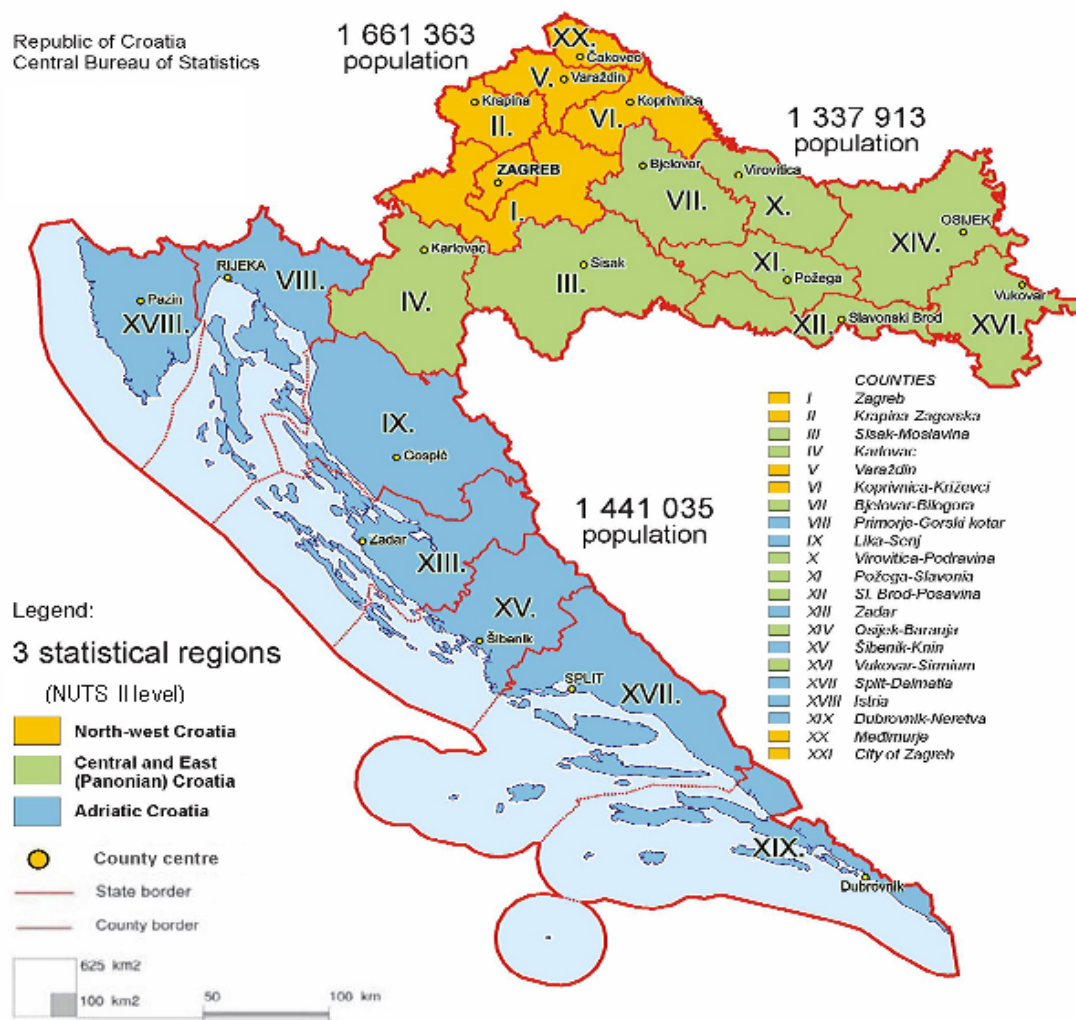 Republic of Croatia
Central Bureau of Statistics
1 661 363
population
XX.
Čakovec
V.
Varaždin
Krapina
Koprivnica
II.
VI.
1 337 913
population
ZAGREB
I.
Bjelovar
VII.
Virovitica
X.
OSIJEK
XIV.
Karlovac
IV.
Sisak
III.
XI.
Požega
XII.
Slavonski Brod
Vukovar
XVI.
RIJEKA
VIII.
Pazin
XVIII.
IX.
Gospić
1 441 035
population
Zadar
XIII.
XV.
Šibenik
SPLIT
XVII.
XIX.
Dubrovnik
COUNTIES
I Zagreb
II Krapina Zagorska
III Sisak-Moslavina
IV Karlovac
V Varaždin
VI Koprivnica-Križevci
VII Bjelovar-Bilogora
VIII Primorje-Gorski kotar
IX Lika-Senj
X Virovitica-Podravina
XI Požega-Slavonia
XII Sl. Brod-Posavina
XIII Zadar
XIV Osijek-Baranja
XV Šibenik-Knin
XVI Vukovar-Sirmium
XVII Split-Dalmatia
XVIII Istria
XIX Dubrovnik-Neretva
XX Međimurje
XXI City of Zagreb
Legend:
3 statistical regions
(NUTS II level)
North-west Croatia
Central and East
(Panonian) Croatia
Adriatic Croatia
County centre
State border
County border
625 km2
100 km2
50
100 km